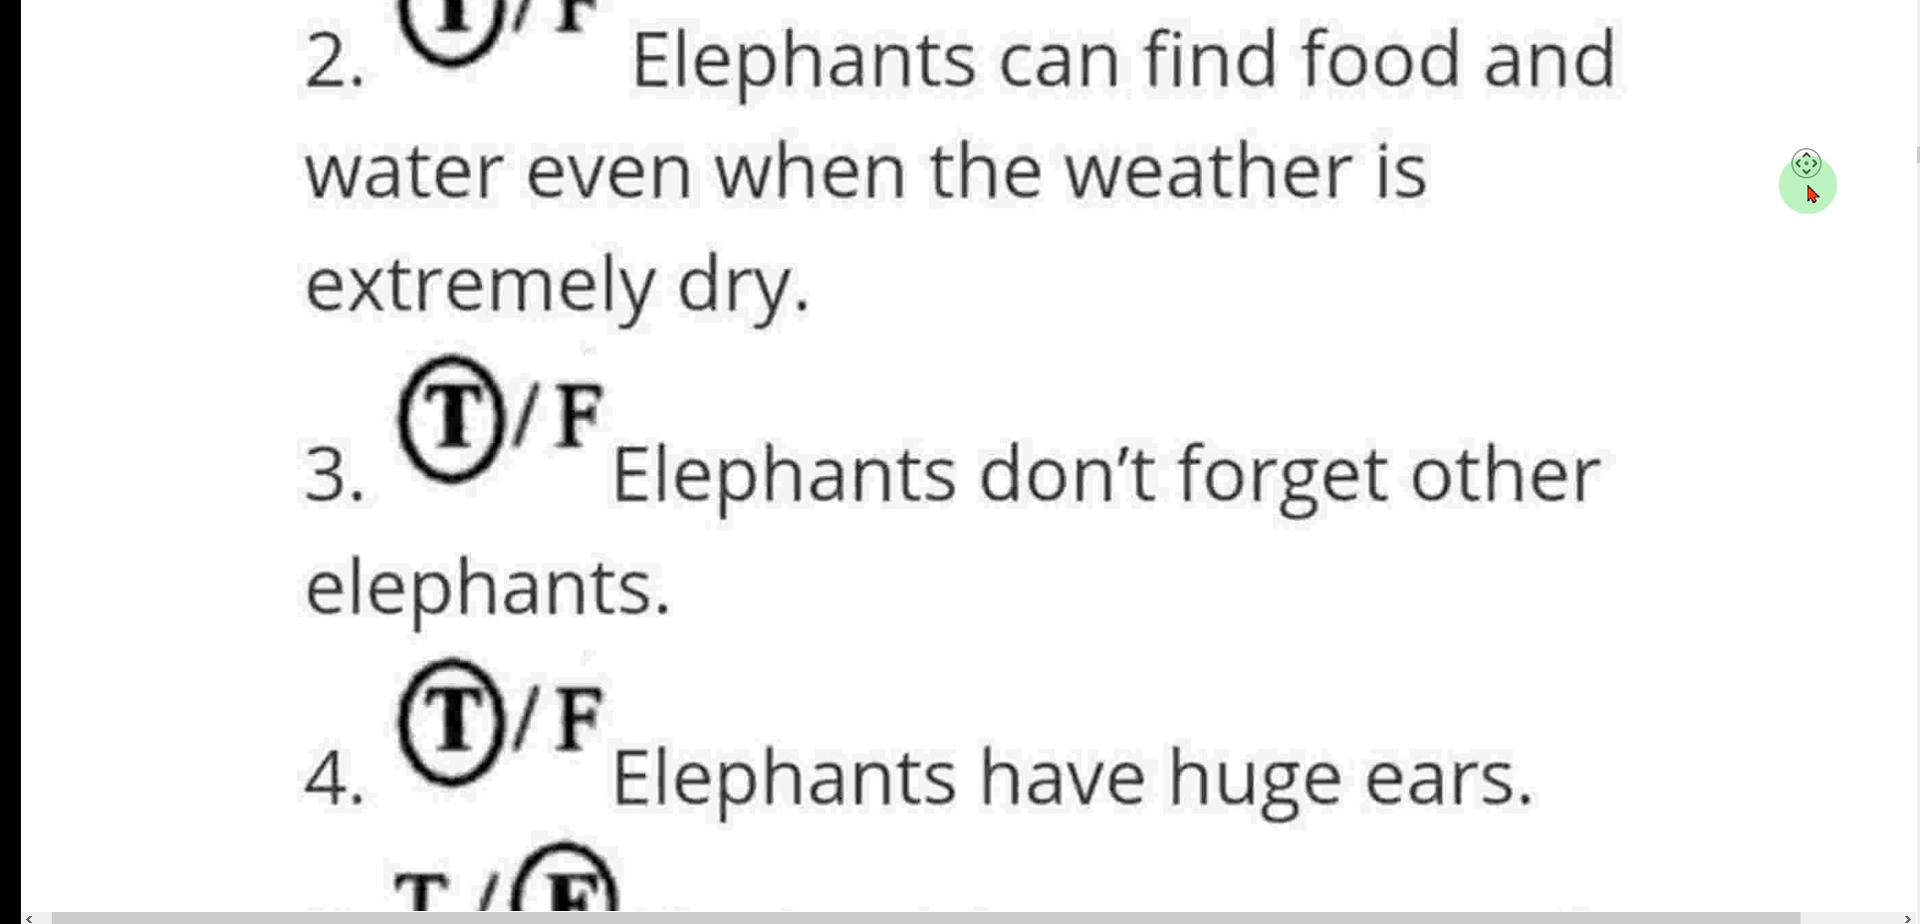 2. T / F Elephants can find food and
water even when the weather is
extremely dry.
3. T / F Elephants don’t forget other
elephants.
4. T / F Elephants have huge ears.
T / F